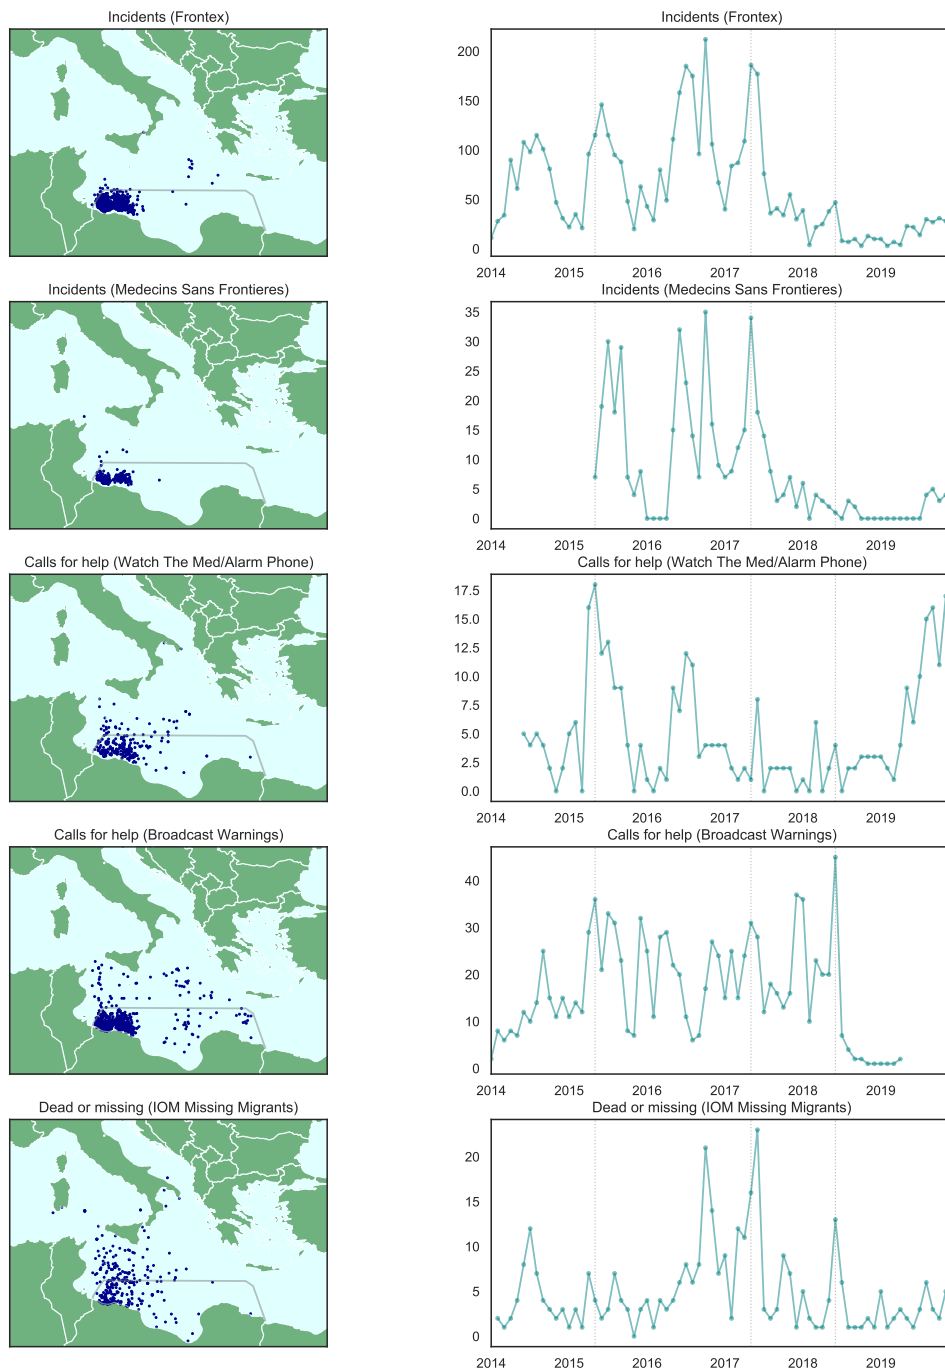 Incidents (Frontex)
Incidents (Frontex)
200
150
100
50
0
2014 2015 2016 2017 2018 2019
Incidents (Medecins Sans Frontieres)
Incidents (Medecins Sans Frontieres)
35
30
25
20
15
10
5
0
2014 2015 2016 2017 2018 2019
Calls for help (Watch The Med/Alarm Phone)
Calls for help (Watch The Med/Alarm Phone)
17.5
15.0
12.5
10.0
7.5
5.0
2.5
0.0
2014 2015 2016 2017 2018 2019
Calls for help (Broadcast Warnings)
Calls for help (Broadcast Warnings)
40
30
20
10
0
2014 2015 2016 2017 2018 2019
Dead or missing (IOM Missing Migrants)
Dead or missing (IOM Missing Migrants)
20
15
10
5
0
2014 2015 2016 2017 2018 2019